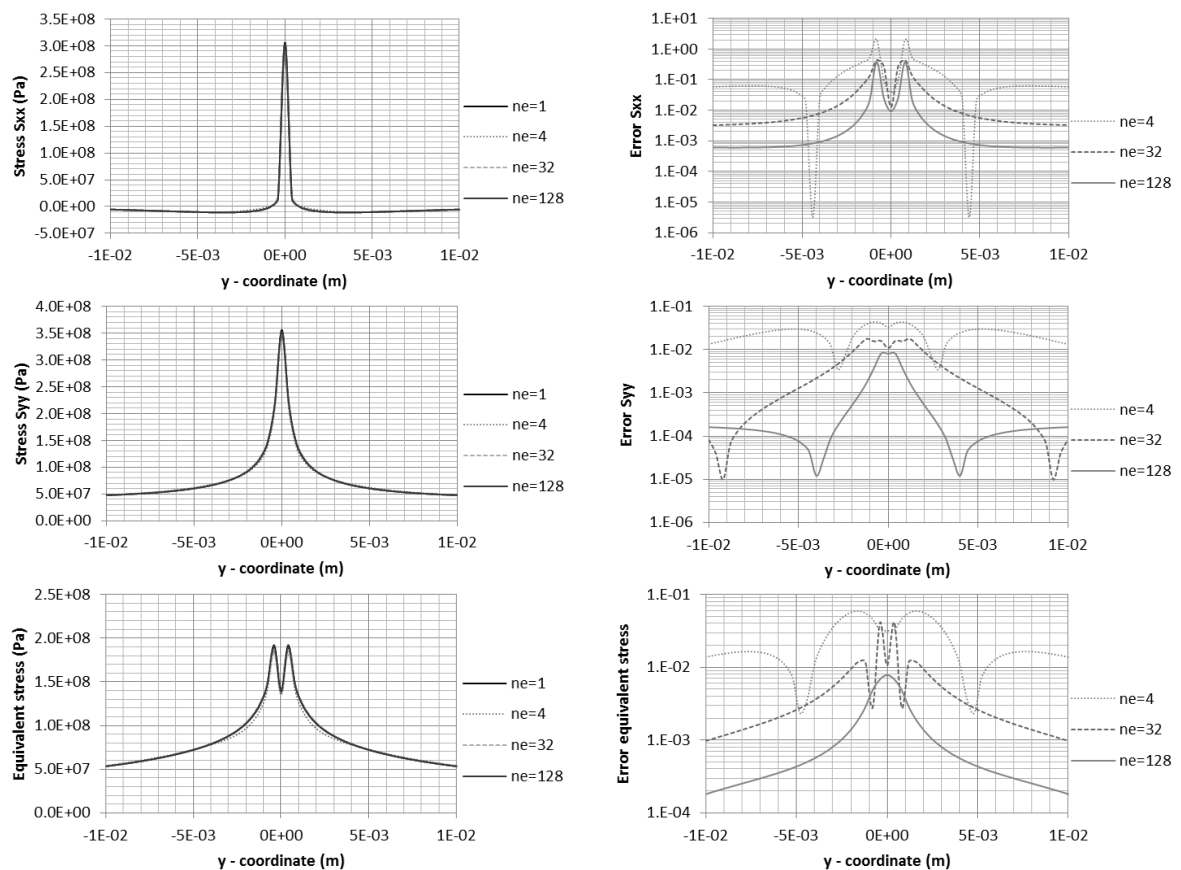 Stress Sxx (Pa)
3.5E+08
3.0E+08
2.5E+08
2.0E+08
1.5E+08
1.0E+08
5.0E+07
0.0E+00
-5.0E+07
-1E-02 -5E-03 0E+00 5E-03 1E-02
y - coordinate (m)
ne=1
ne=4
ne=32
ne=128
Error Sxx
1.E+01
1.E+00
1.E-01
1.E-02
1.E-03
1.E-04
1.E-05
1.E-06
-1E-02 -5E-03 0E+00 5E-03 1E-02
y - coordinate (m)
ne=4
ne=32
ne=128
Stress Syy (Pa)
4.0E+08
3.5E+08
3.0E+08
2.5E+08
2.0E+08
1.5E+08
1.0E+08
5.0E+07
0.0E+00
-1E-02 -5E-03 0E+00 5E-03 1E-02
y - coordinate (m)
ne=1
ne=4
ne=32
ne=128
Error Syy
1.E-01
1.E-02
1.E-03
1.E-04
1.E-05
1.E-06
-1E-02 -5E-03 0E+00 5E-03 1E-02
y - coordinate (m)
ne=4
ne=32
ne=128
Equivalent stress (Pa)
2.5E+08
2.0E+08
1.5E+08
1.0E+08
5.0E+07
0.0E+00
-1E-02 -5E-03 0E+00 5E-03 1E-02
y - coordinate (m)
ne=1
ne=4
ne=32
ne=128
Error equivalent stress
1.E-01
1.E-02
1.E-03
1.E-04
-1E-02 -5E-03 0E+00 5E-03 1E-02
y - coordinate (m)
ne=4
ne=32
ne=128